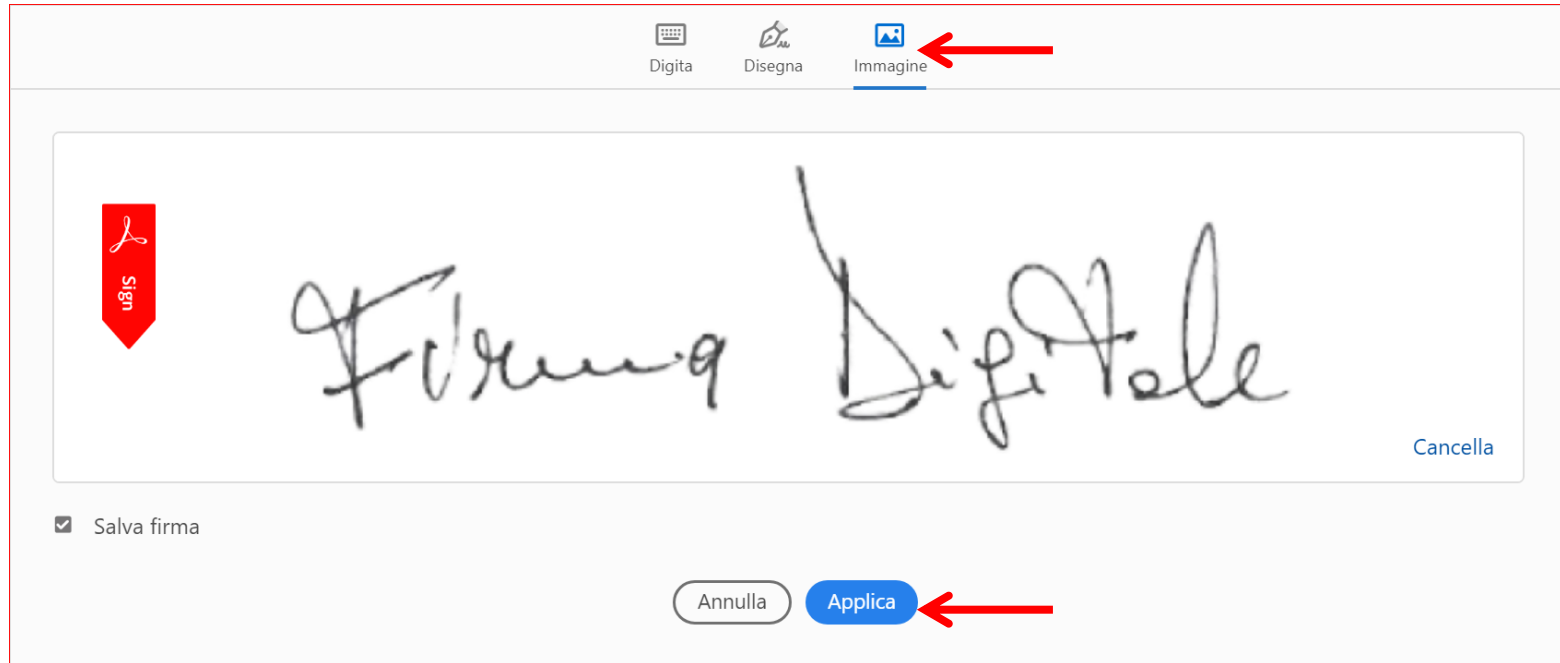 Digita Disegna Immagine
Sign
Firma Digitale
Cancella
Salva firma
Annulla Applica